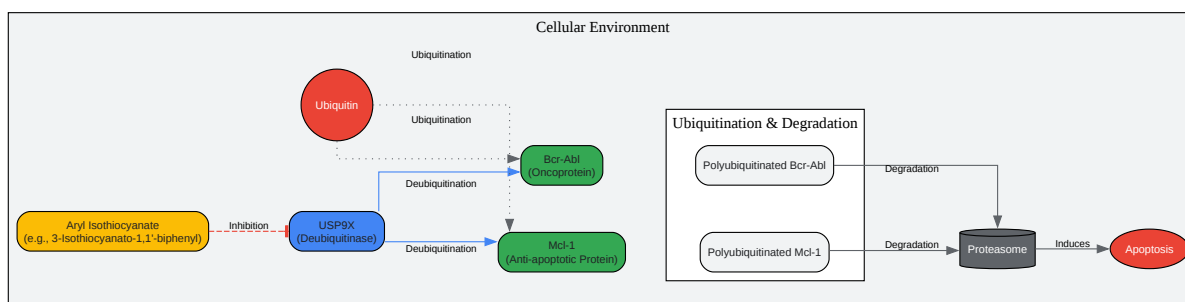 Cellular Environment
Ubiquitination
Ubiquitin
Ubiquitination
Ubiquitination & Degradation
Bcr-Abl
(Oncoprotein)
Polyubiquitinated Bcr-Abl
Degradation
Deubiquitination
Aryl Isothiocyanate
(e.g., 3-Isothiocyanato-1,1'-biphenyl)
Inhibition
USP9X
(Deubiquitinase)
Deubiquitination
Mcl-1
(Anti-apoptotic Protein)
Polyubiquitinated Mcl-1
Degradation
Proteasome
Induces
Apoptosis